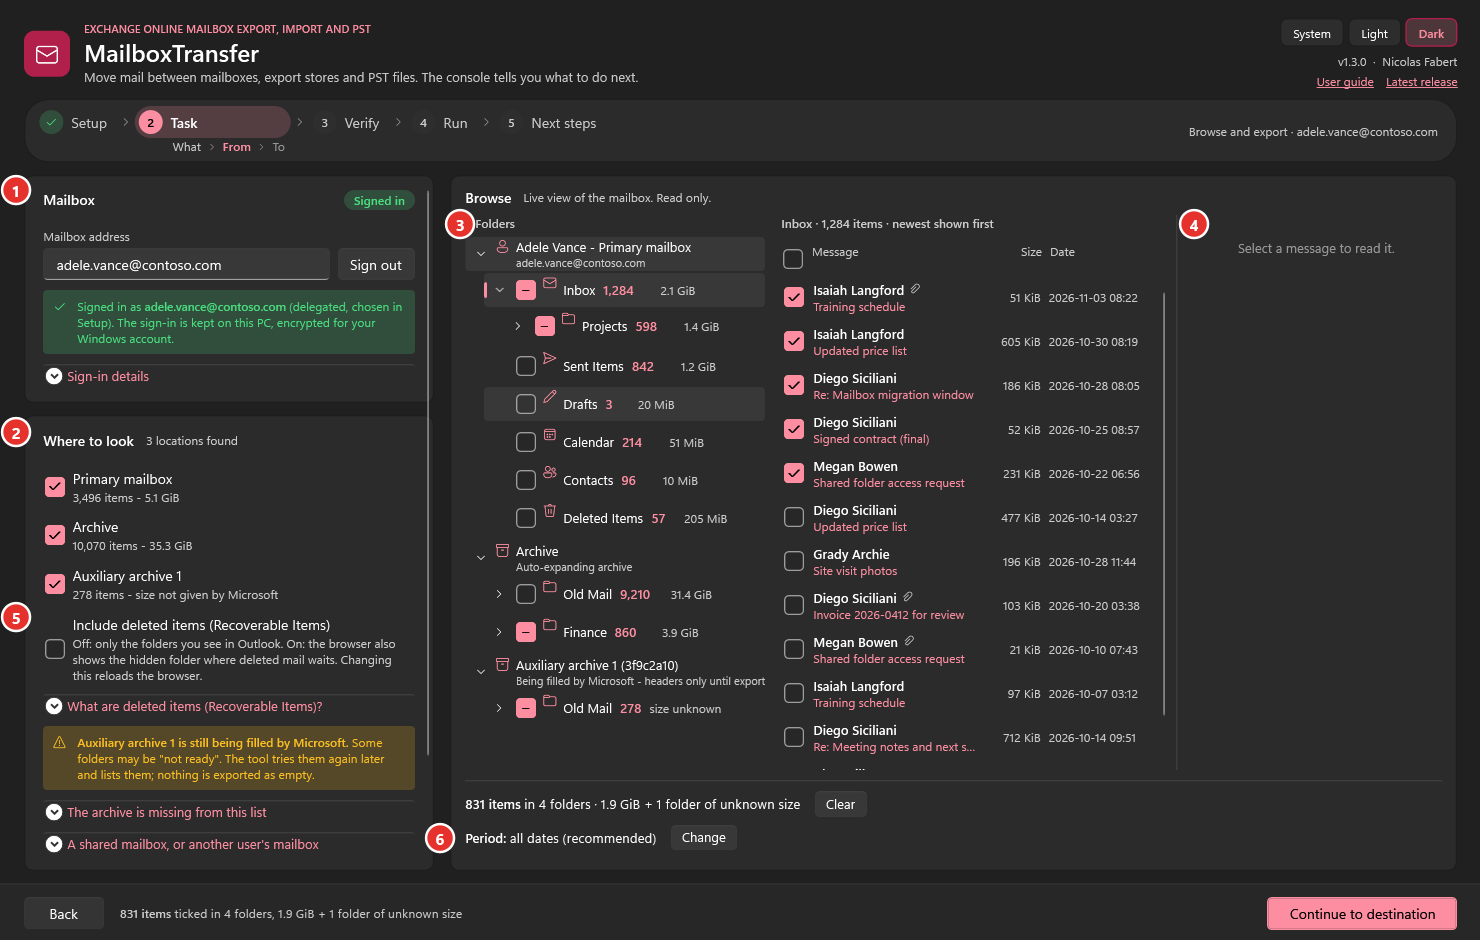 EXCHANGE ONLINE MAILBOX EXPORT, IMPORT AND PST
MailboxTransfer
Move mail between mailboxes, export stores and PST files. The console tells you what to do next.
System
Light
Dark
v1.3.0 · Nicolas Fabert
User guide
Latest release
Setup
2 Task
3 Verify
4 Run
5 Next steps
What
From
To
Browse and export · adele.vance@contoso.com
1
Mailbox
Signed in
Mailbox address
adele.vance@contoso.com
Sign out
Signed in as adele.vance@contoso.com (delegated, chosen in
Setup). The sign-in is kept on this PC, encrypted for your
Windows account.
Sign-in details
2
Where to look
3 locations found
Primary mailbox
3,496 items - 5.1 GiB
Archive
10,070 items - 35.3 GiB
Auxiliary archive 1
278 items - size not given by Microsoft
5
Include deleted items (Recoverable Items)
Off: only the folders you see in Outlook. On: the browser also
shows the hidden folder where deleted mail waits. Changing
this reloads the browser.
What are deleted items (Recoverable Items)?
Auxiliary archive 1 is still being filled by Microsoft. Some
folders may be "not ready". The tool tries them again later
and lists them; nothing is exported as empty.
The archive is missing from this list
A shared mailbox, or another user's mailbox
Browse
Live view of the mailbox. Read only.
3
Folders
Adele Vance - Primary mailbox
adele.vance@contoso.com
Inbox 1,284 2.1 GiB
Projects 598 1.4 GiB
Sent Items 842 1.2 GiB
Drafts 3 20 MiB
Calendar 214 51 MiB
Contacts 96 10 MiB
Deleted Items 57 205 MiB
Archive
Auto-expanding archive
Old Mail 9,210 31.4 GiB
Finance 860 3.9 GiB
Auxiliary archive 1 (3f9c2a10)
Being filled by Microsoft - headers only until export
Old Mail 278 size unknown
Inbox · 1,284 items · newest shown first
Message Size Date
Isaiah Langford
Training schedule
51 KiB 2026-11-03 08:22
Isaiah Langford
Updated price list
605 KiB 2026-10-30 08:19
Diego Siciliani
Re: Mailbox migration window
186 KiB 2026-10-28 08:05
Diego Siciliani
Signed contract (final)
52 KiB 2026-10-25 08:57
Megan Bowen
Shared folder access request
231 KiB 2026-10-22 06:56
Diego Siciliani
Updated price list
477 KiB 2026-10-14 03:27
Grady Archie
Site visit photos
196 KiB 2026-10-28 11:44
Diego Siciliani
Invoice 2026-0412 for review
103 KiB 2026-10-20 03:38
Megan Bowen
Shared folder access request
21 KiB 2026-10-10 07:43
Isaiah Langford
Training schedule
97 KiB 2026-10-07 03:12
Diego Siciliani
Re: Meeting notes and next s...
712 KiB 2026-10-14 09:51
4
Select a message to read it.
831 items in 4 folders · 1.9 GiB + 1 folder of unknown size
Clear
6
Period: all dates (recommended)
Change
Back
831 items ticked in 4 folders, 1.9 GiB + 1 folder of unknown size
Continue to destination